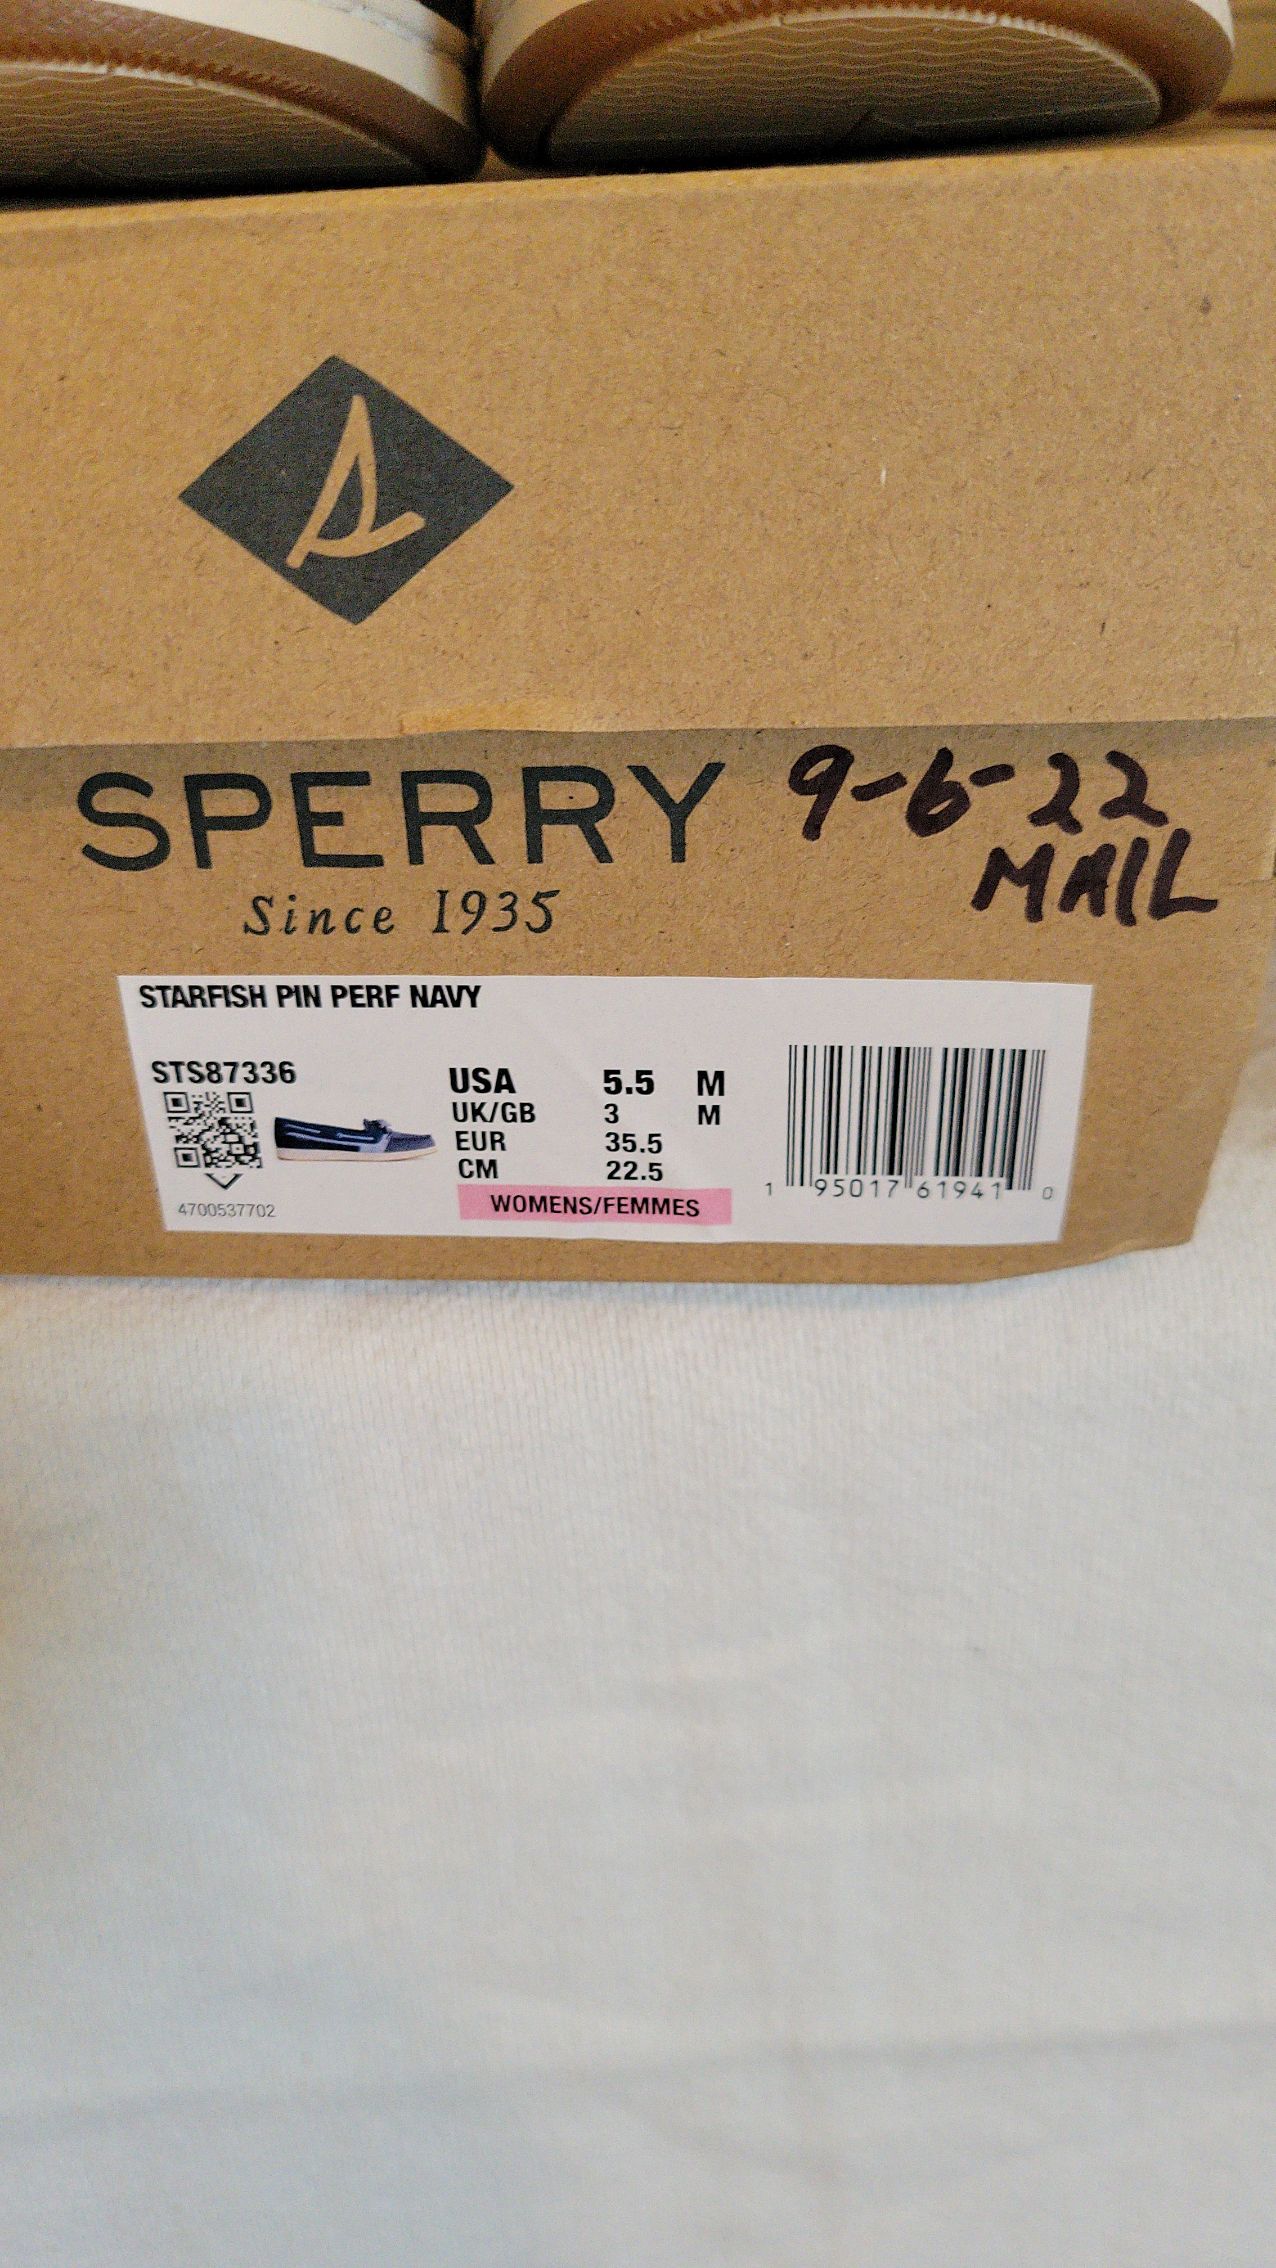 SPERRY
Since 1935
9-6-22
MAIL
STARFISH PIN PERF NAVY
STS87336
4700537702
USA 5.5 M
UK/GB 3 M
EUR 35.5
CM 22.5
WOMENS/FEMMES
1 95017 61941 0